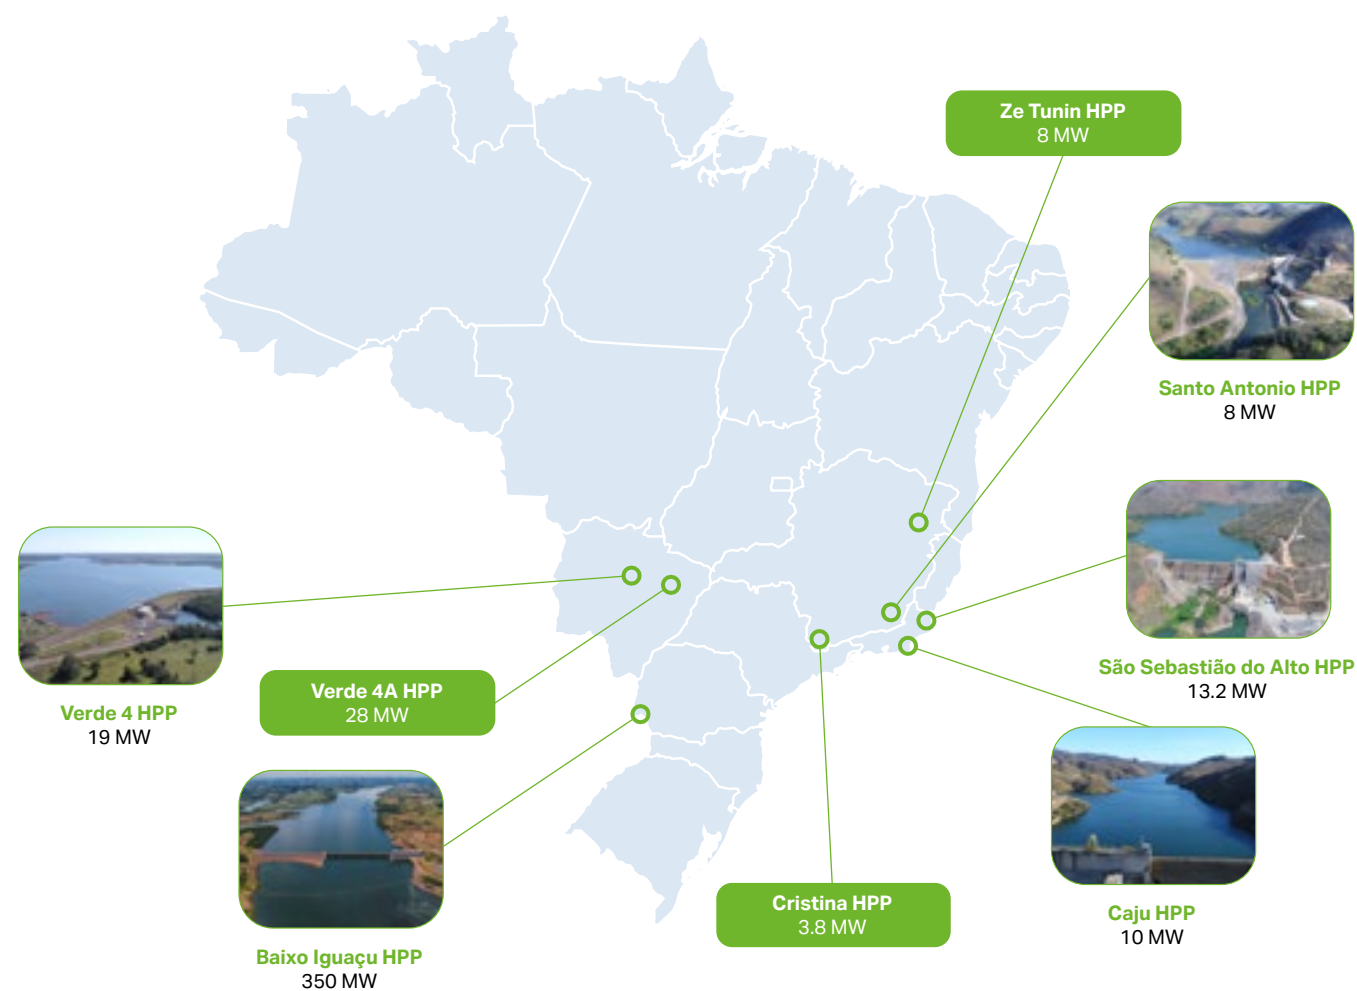 Ze Tunin HPP
8 MW
Santo Antonio HPP
8 MW
São Sebastião do Alto HPP
13.2 MW
Verde 4 HPP
19 MW
Verde 4A HPP
28 MW
Baixo Iguaçu HPP
350 MW
Cristina HPP
3.8 MW
Caju HPP
10 MW